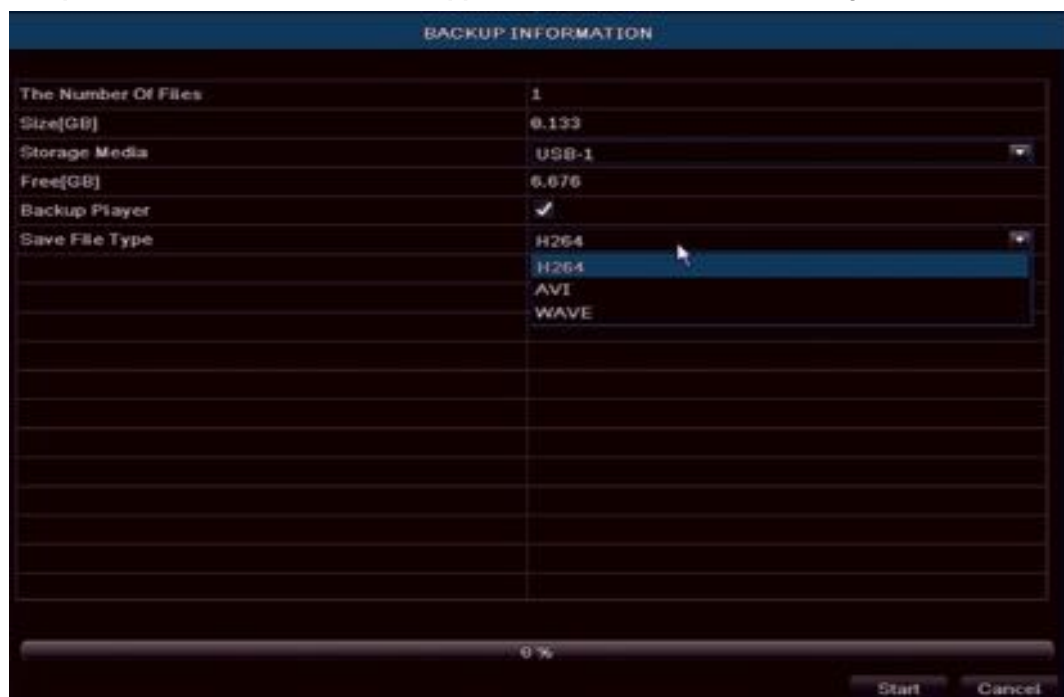 BACKUP INFORMATION
The Number Of Files 1
Size[GB] 0.133
Storage Media USB-1
Free[GB] 6.676
Backup Player
Save File Type H264
H264
AVI
WAVE
0 %
Start Cancel